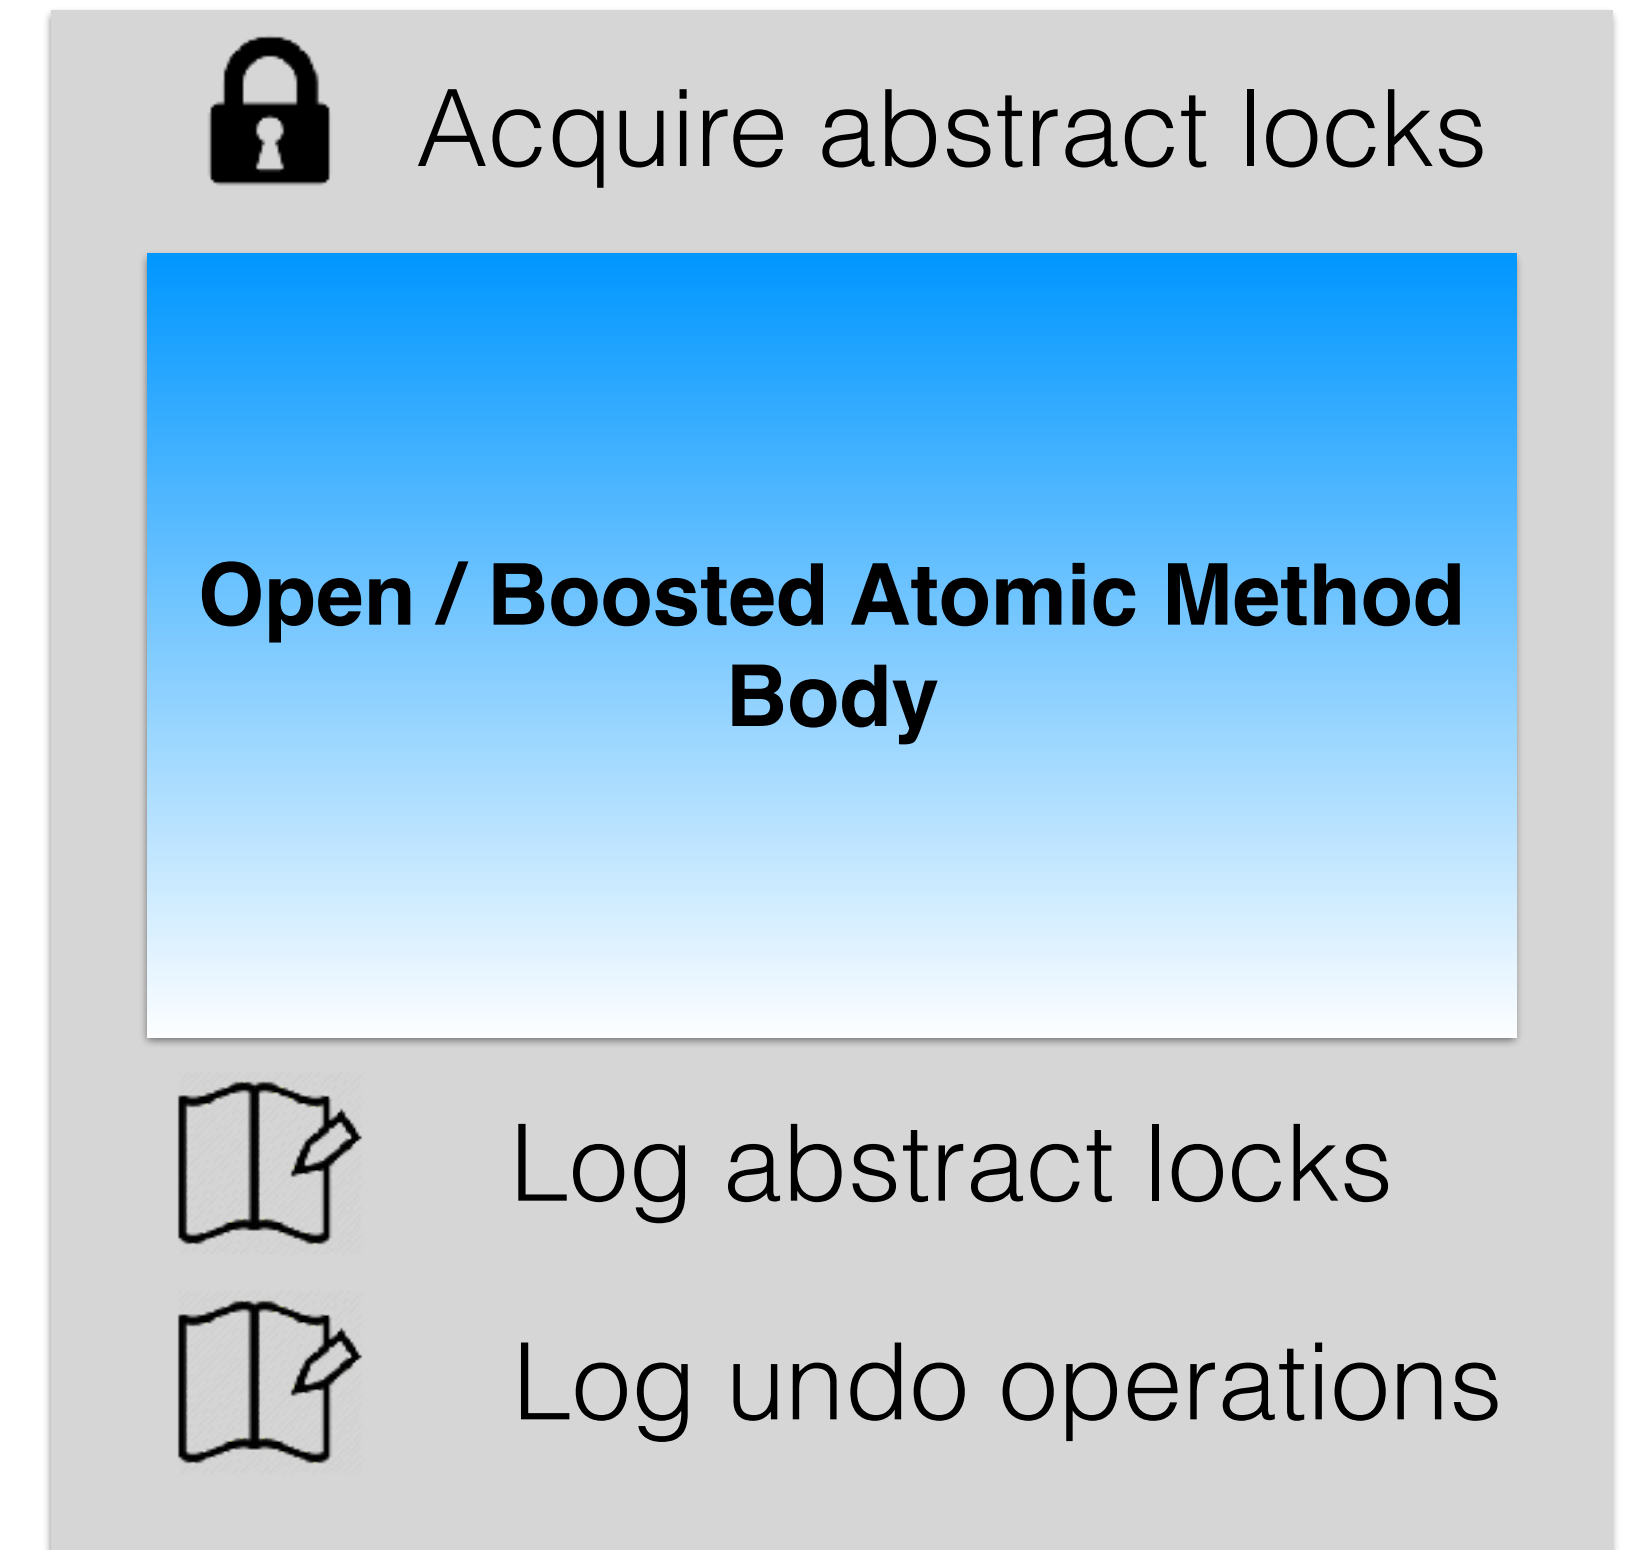 Acquire abstract locks
Open / Boosted Atomic Method
Body
Log abstract locks
Log undo operations